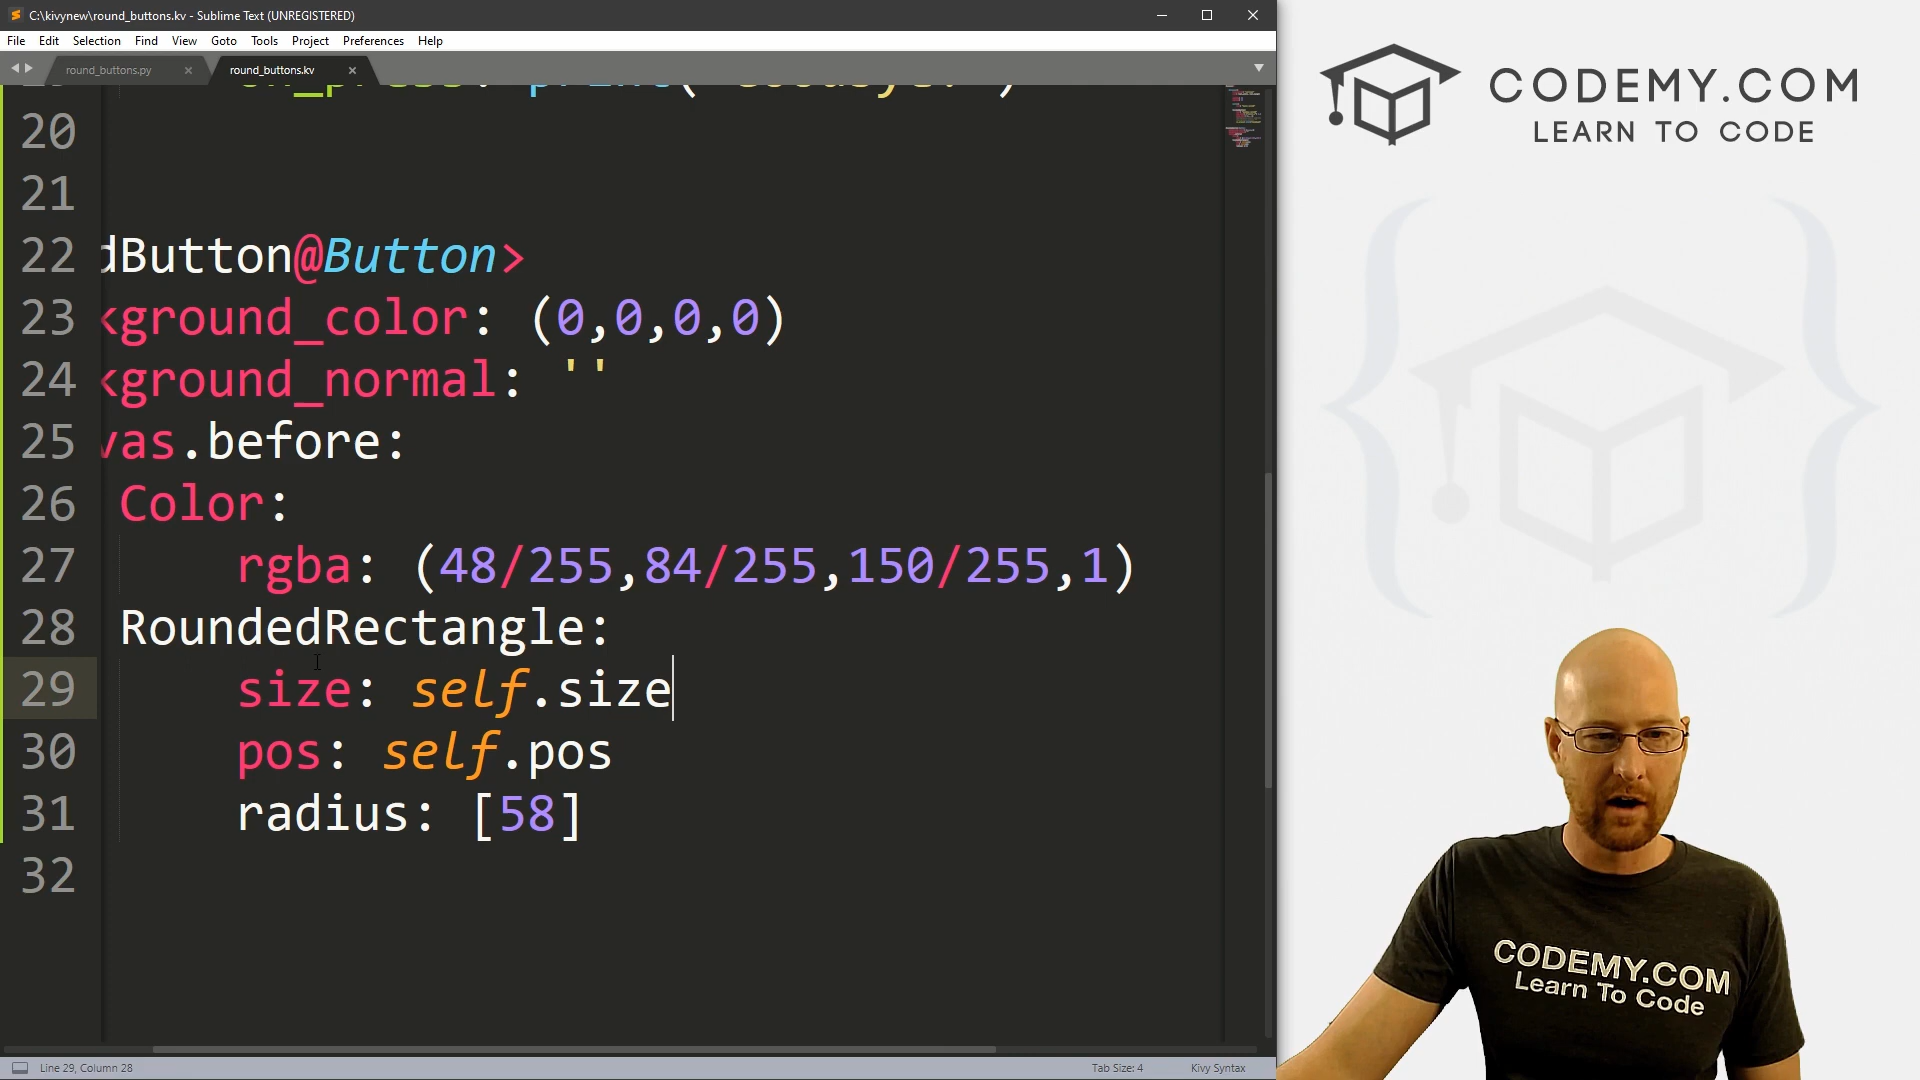 C:\kivynew\round_buttons.kv - Sublime Text (UNREGISTERED)
File Edit Selection Find View Goto Tools Project Preferences Help
round_buttons.py
round_buttons.kv
20
21
22 dButton@Button>
23 kground_color: (0,0,0,0)
24 kground_normal: ''
25 vas.before:
26 Color:
27 rgba: (48/255,84/255,150/255,1)
28 RoundedRectangle:
29 size: self.size
30 pos: self.pos
31 radius: [58]
32
Line 29, Column 28
Tab Size: 4
Kivy Syntax
CODEMY.COM
LEARN TO CODE
CODEMY.COM
Learn To Code